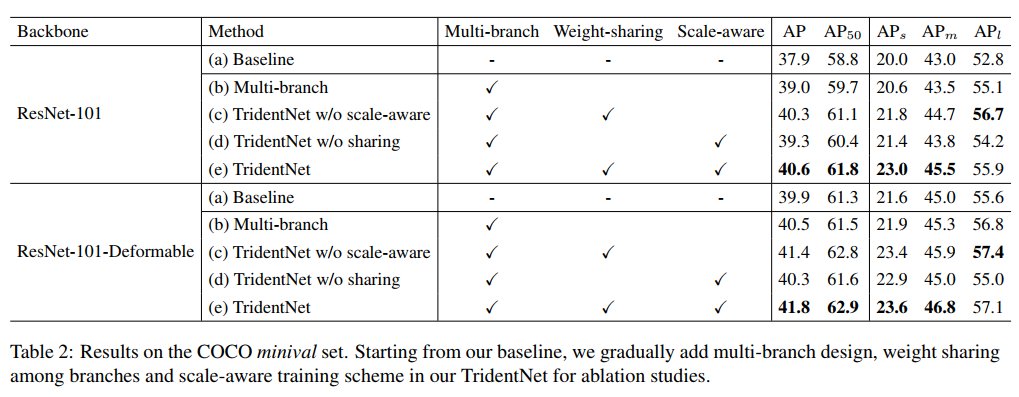 Backbone Method Multi-branch Weight-sharing Scale-aware AP AP50 APs APm APl
(a) Baseline - - - 37.9 58.8 20.0 43.0 52.8
(b) Multi-branch ✓ 39.0 59.7 20.6 43.5 55.1
ResNet-101 (c) TridentNet w/o scale-aware ✓ ✓ 40.3 61.1 21.8 44.7 56.7
(d) TridentNet w/o sharing ✓ ✓ 39.3 60.4 21.4 43.8 54.2
(e) TridentNet ✓ ✓ ✓ 40.6 61.8 23.0 45.5 55.9
(a) Baseline - - - 39.9 61.3 21.6 45.0 55.6
(b) Multi-branch ✓ 40.5 61.5 21.9 45.3 56.8
ResNet-101-Deformable (c) TridentNet w/o scale-aware ✓ ✓ 41.4 62.8 23.4 45.9 57.4
(d) TridentNet w/o sharing ✓ ✓ 40.3 61.6 22.9 45.0 55.0
(e) TridentNet ✓ ✓ ✓ 41.8 62.9 23.6 46.8 57.1
Table 2: Results on the COCO minival set. Starting from our baseline, we gradually add multi-branch design, weight sharing
among branches and scale-aware training scheme in our TridentNet for ablation studies.